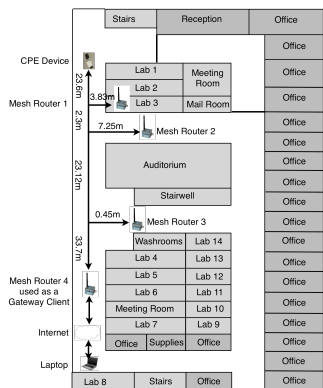 Stairs
Reception
Office
Office
CPE Device
Lab 1
Meeting
Room
Office
23.6m
Lab 2
Mesh Router 1
3.83m
Lab 3
Mail Room
Office
2.3m
Office
7.25m
Mesh Router 2
Office
Office
23.12m
Auditorium
Office
Office
Stairwell
Office
0.45m
Mesh Router 3
Office
Washrooms
Lab 14
Office
33.7m
Lab 4
Lab 13
Office
Mesh Router 4
used as a
Gateway Client
Lab 5
Lab 12
Office
Lab 6
Lab 11
Office
Meeting Room
Lab 10
Office
Internet
Lab 7
Lab 9
Office
Office
Supplies
Office
Office
Laptop
Office
Lab 8
Stairs
Office
Office